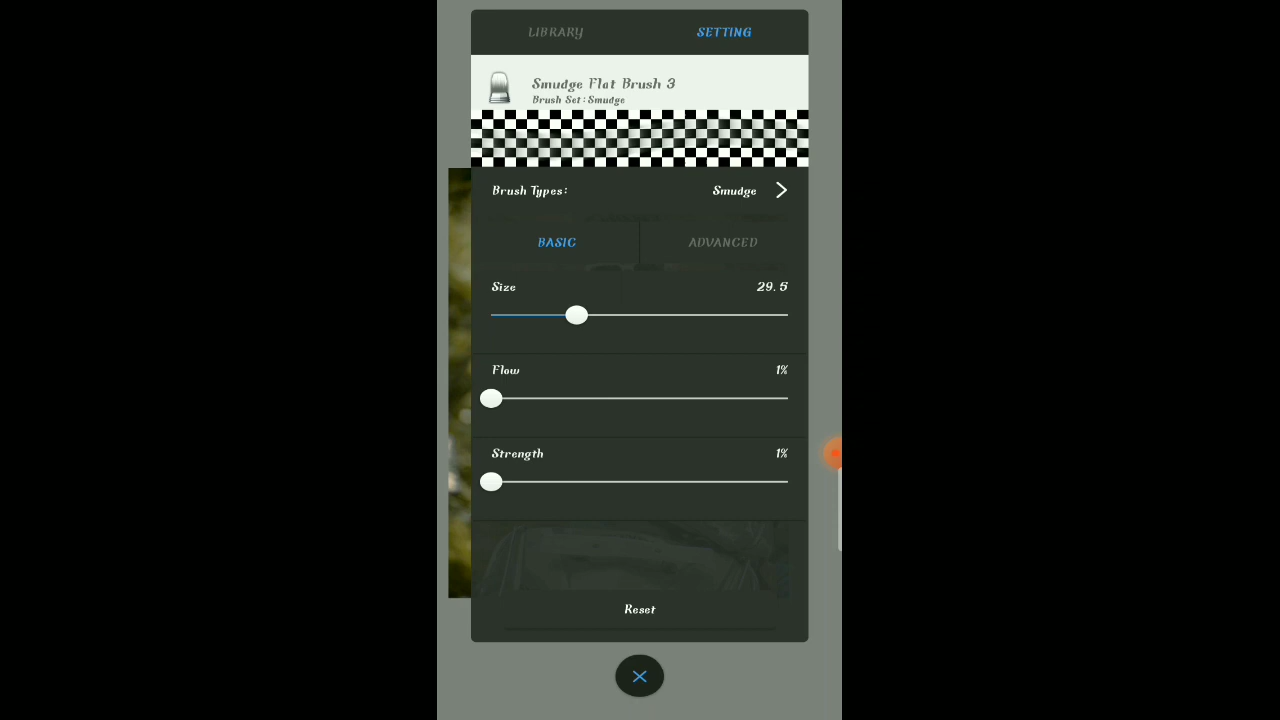 LIBRARY SETTING
Smudge Flat Brush 3
Brush Set : Smudge
Brush Types: Smudge
BASIC ADVANCED
Size 29.5
Flow 1%
Strength 1%
Reset